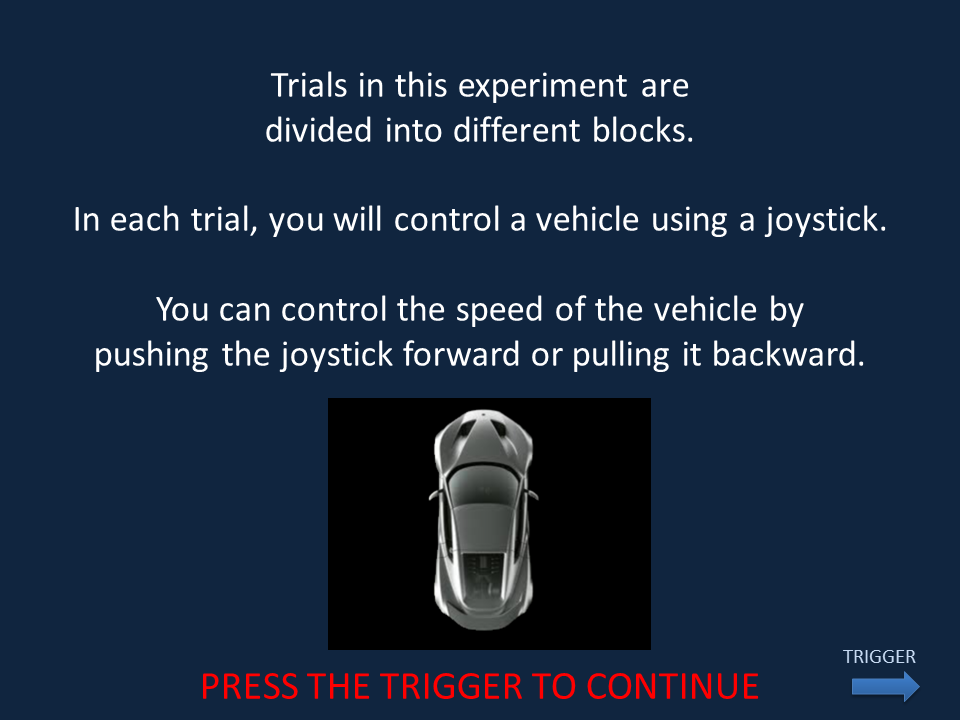 Trials in this experiment are
divided into different blocks.
In each trial, you will control a vehicle using a joystick.
You can control the speed of the vehicle by
pushing the joystick forward or pulling it backward.
TRIGGER
PRESS THE TRIGGER TO CONTINUE